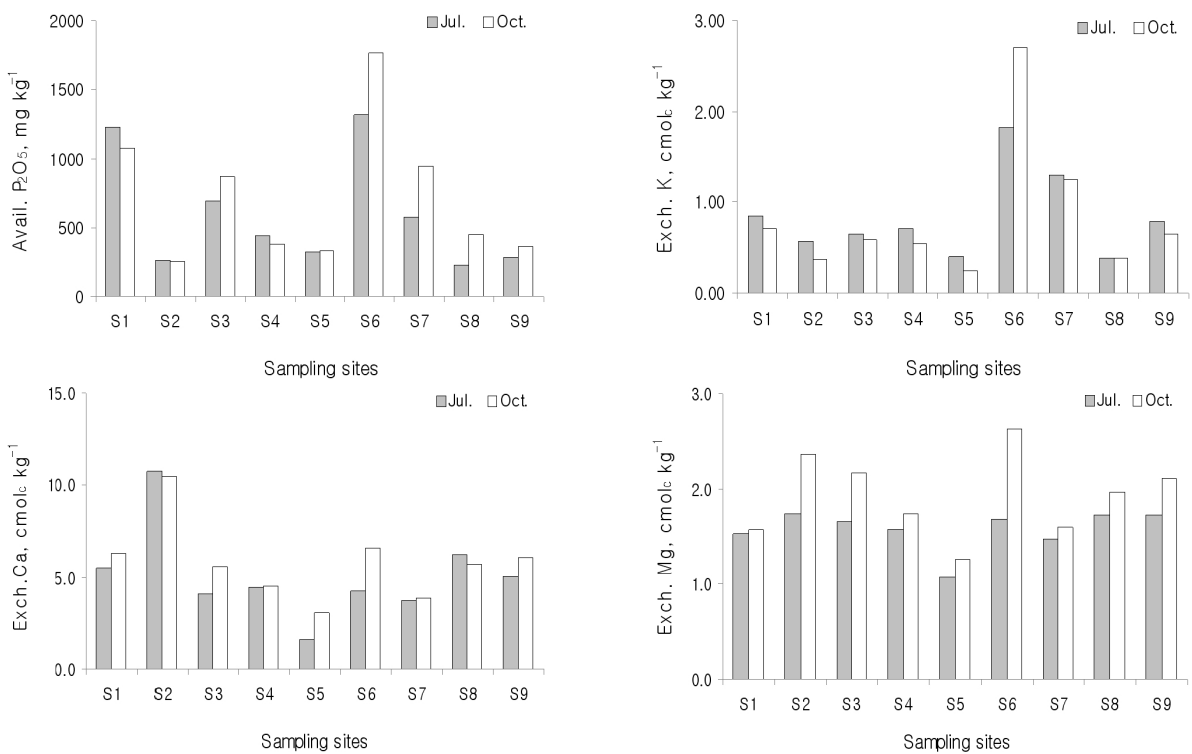 Avail. P₂O₅, mg kg⁻¹
2000
1500
1000
500
0
Jul. Oct.
S1 S2 S3 S4 S5 S6 S7 S8 S9
Sampling sites
Exch. K, cmolc kg⁻¹
3.00
2.00
1.00
0.00
Jul. Oct.
S1 S2 S3 S4 S5 S6 S7 S8 S9
Sampling sites
Exch.Ca, cmolc kg⁻¹
15.0
10.0
5.0
0.0
Jul. Oct.
S1 S2 S3 S4 S5 S6 S7 S8 S9
Sampling sites
Exch. Mg, cmolc kg⁻¹
3.0
2.0
1.0
0.0
Jul. Oct.
S1 S2 S3 S4 S5 S6 S7 S8 S9
Sampling sites